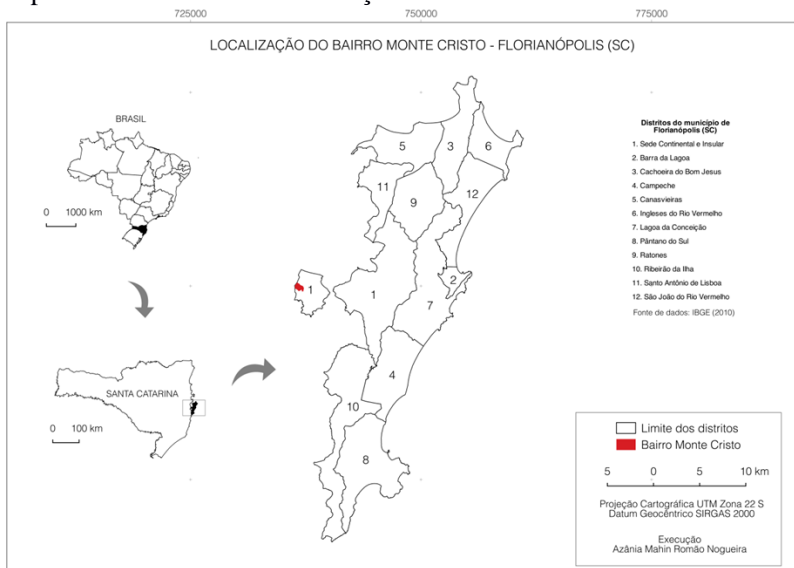 725000
750000
775000
LOCALIZAÇÃO DO BAIRRO MONTE CRISTO - FLORIANÓPOLIS (SC)
BRASIL
0 1000 km
SANTA CATARINA
0 100 km
5
3
6
11
9
12
1
1
2
7
4
10
8
Distritos do município de
Florianópolis (SC)
1. Sede Continental e Insular
2. Barra da Lagoa
3. Cachoeira do Bom Jesus
4. Campeche
5. Canasvieiras
6. Ingleses do Rio Vermelho
7. Lagoa da Conceição
8. Pântano do Sul
9. Ratones
10. Ribeirão da Ilha
11. Santo Antônio de Lisboa
12. São João do Rio Vermelho
Fonte de dados: IBGE (2010)
Limite dos distritos
Bairro Monte Cristo
5 0 5 10 km
Projeção Cartográfica UTM Zona 22 S
Datum Geocêntrico SIRGAS 2000
Execução
Azânia Mahin Romão Nogueira